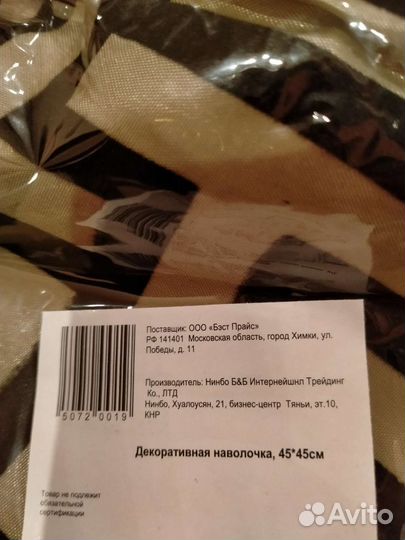 Поставщик: ООО «Бэст Прайс»
РФ 141401 Московская область, город Химки, ул.
Победы, д. 11
Производитель: Нинбо Б&Б Интернейшнл Трейдинг
Ко., ЛТД
Нинбо, Хуалоусян, 21, бизнес-центр Тяньи, эт.10,
КНР
5072 0019
Декоративная наволочка, 45*45см
Товар не подлежит
обязательной
сертификации
Avito